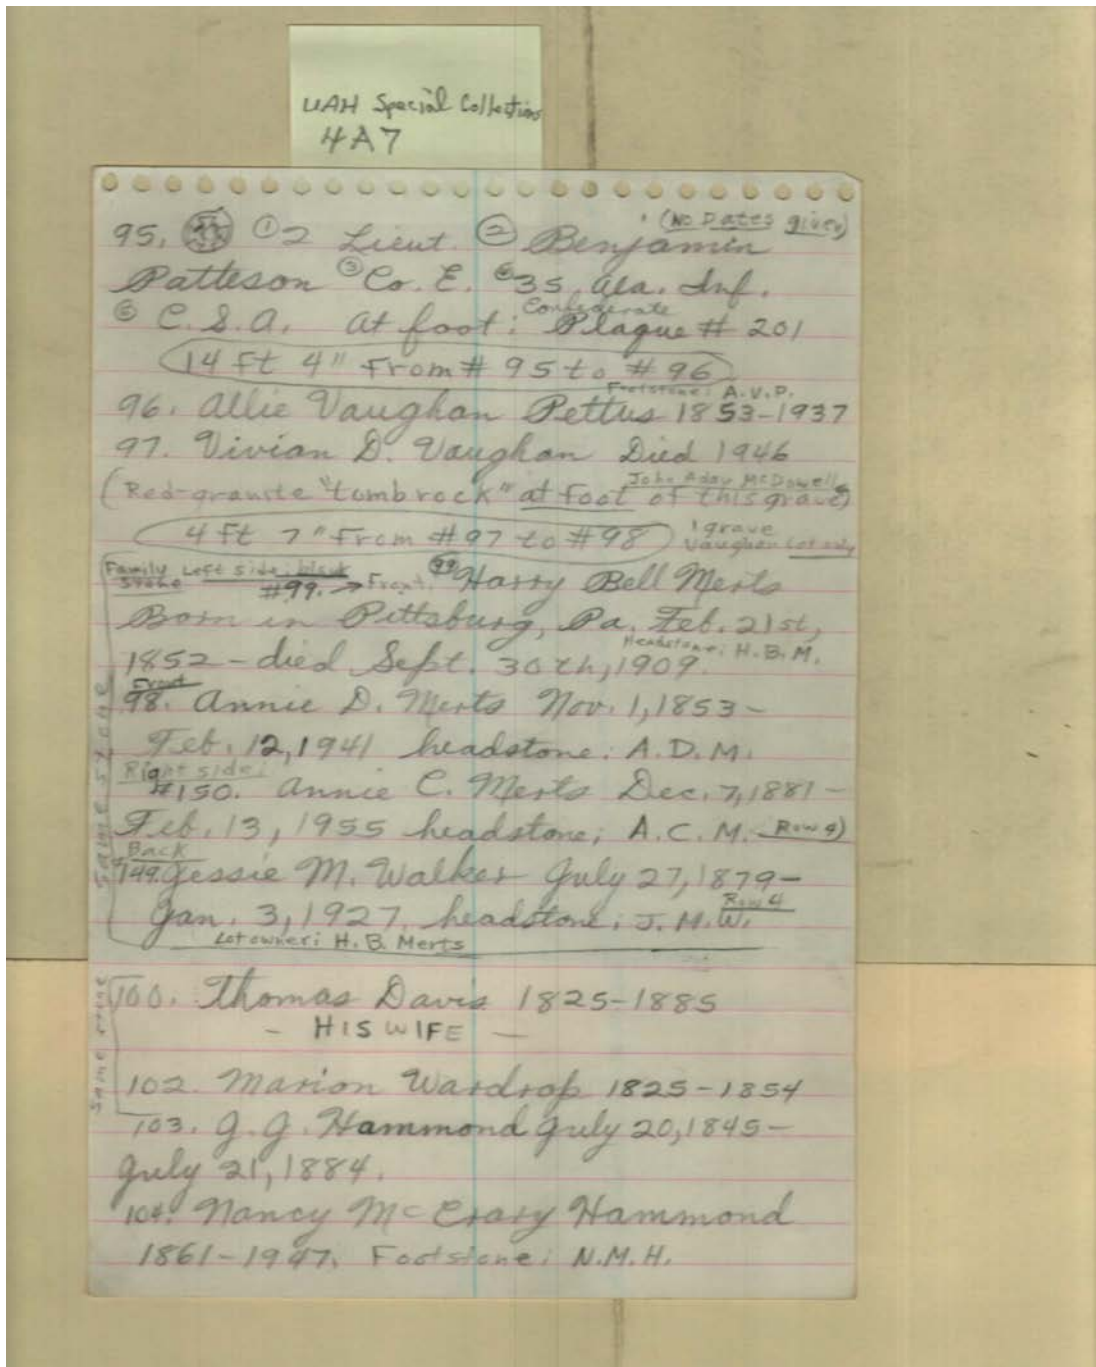 UAH Special Collections
4A7
(No Dates given)
95. ① 2 Lieut. ② Benjamin
Patteson ③ Co. E. ④ 35 Ala. Inf.
⑤ C.S.A. At foot: Confederate Plaque # 201
14 ft 4" From # 95 to # 96
Footstone: A.V.P.
96. Allie Vaughan Pettus 1853-1937
97. Vivian D. Vaughan Died 1946
John Aday McDowell
(Red-granite "tombrock" at foot of this grave)
4 ft 7" From #97 to #98
1 grave
Vaughan Lot only
Family Stone Left side: blank
#99. → Front: 99 Harry Bell Merts
Born in Pittsburg, Pa. Feb. 21st,
Headstone: H.B.M.
1852 - died Sept. 30th, 1909.
Front
98. Annie D. Merts Nov. 1, 1853 -
Feb. 12, 1941 headstone: A.D.M.
Right side:
#150. Annie C. Merts Dec. 7, 1881 -
Feb. 13, 1955 headstone; A.C.M. Row 4)
Back
149. Jessie M. Walker July 27, 1879 -
Row 4
Jan. 3, 1927. headstone: J.M.W.
Lot owner: H.B. Merts
Same stone
100. Thomas Davis 1825-1885
- HIS WIFE -
102. Marion Wardrop 1825-1854
Same stone
103. J.J. Hammond July 20, 1845 -
July 21, 1884.
104. Nancy McCrary Hammond
1861-1947. Footstone: N.M.H.